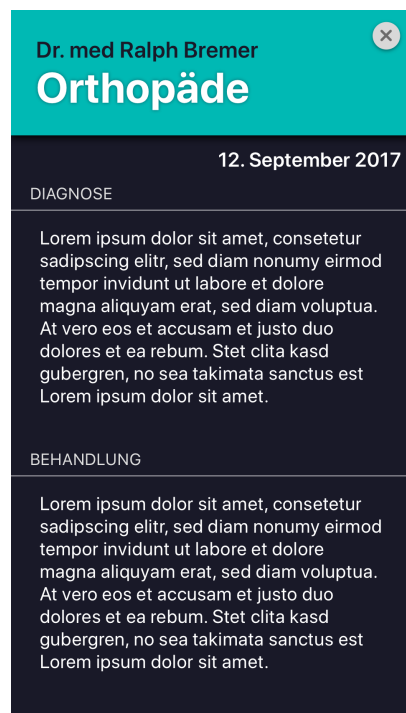 Dr. med Ralph Bremer
Orthopäde
12. September 2017
DIAGNOSE
Lorem ipsum dolor sit amet, consetetur
sadipscing elitr, sed diam nonumy eirmod
tempor invidunt ut labore et dolore
magna aliquyam erat, sed diam voluptua.
At vero eos et accusam et justo duo
dolores et ea rebum. Stet clita kasd
gubergren, no sea takimata sanctus est
Lorem ipsum dolor sit amet.
BEHANDLUNG
Lorem ipsum dolor sit amet, consetetur
sadipscing elitr, sed diam nonumy eirmod
tempor invidunt ut labore et dolore
magna aliquyam erat, sed diam voluptua.
At vero eos et accusam et justo duo
dolores et ea rebum. Stet clita kasd
gubergren, no sea takimata sanctus est
Lorem ipsum dolor sit amet.